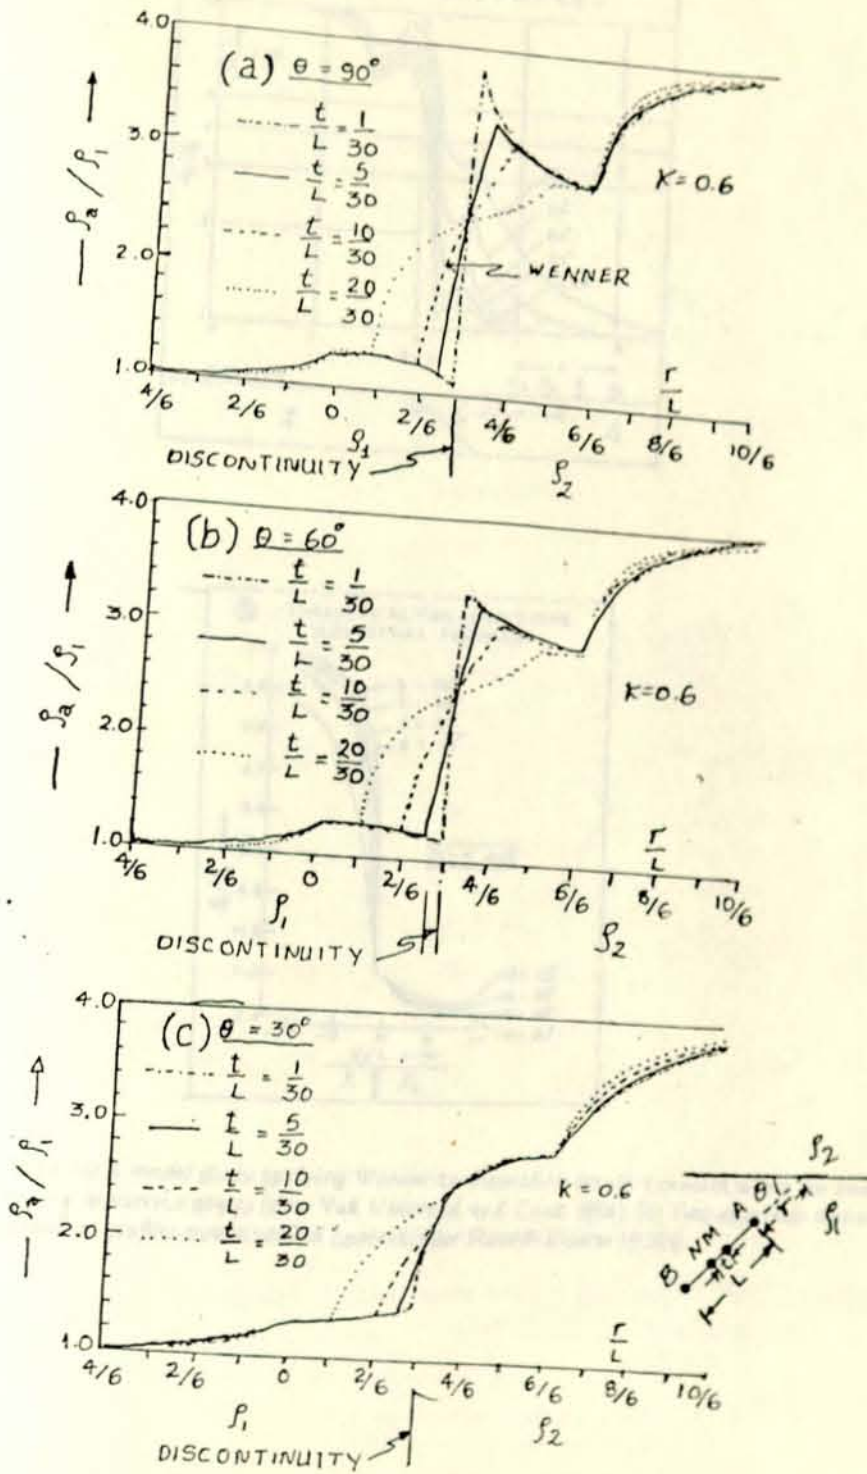 4.0
(a) θ = 90°
t/L = 1/30
3.0
t/L = 5/30
K = 0.6
ρa / ρ1
t/L = 10/30
2.0
WENNER
t/L = 20/30
1.0
r/L
4/6 2/6 0 2/6 4/6 6/6 8/6 10/6
ρ1 ρ2
DISCONTINUITY
4.0
(b) θ = 60°
t/L = 1/30
3.0
t/L = 5/30
ρa / ρ1
t/L = 10/30
K=0.6
2.0
t/L = 20/30
1.0
r/L
4/6 2/6 0 2/6 4/6 6/6 8/6 10/6
ρ1 ρ2
DISCONTINUITY
4.0
(c) θ = 30°
t/L = 1/30
3.0
t/L = 5/30
ρa / ρ1
t/L = 10/30
K = 0.6
2.0
t/L = 20/30
1.0
r/L
4/6 2/6 0 2/6 4/6 6/6 8/6 10/6
ρ1 ρ2
DISCONTINUITY
ρ2
ρ1
θ
r
B N M A
L